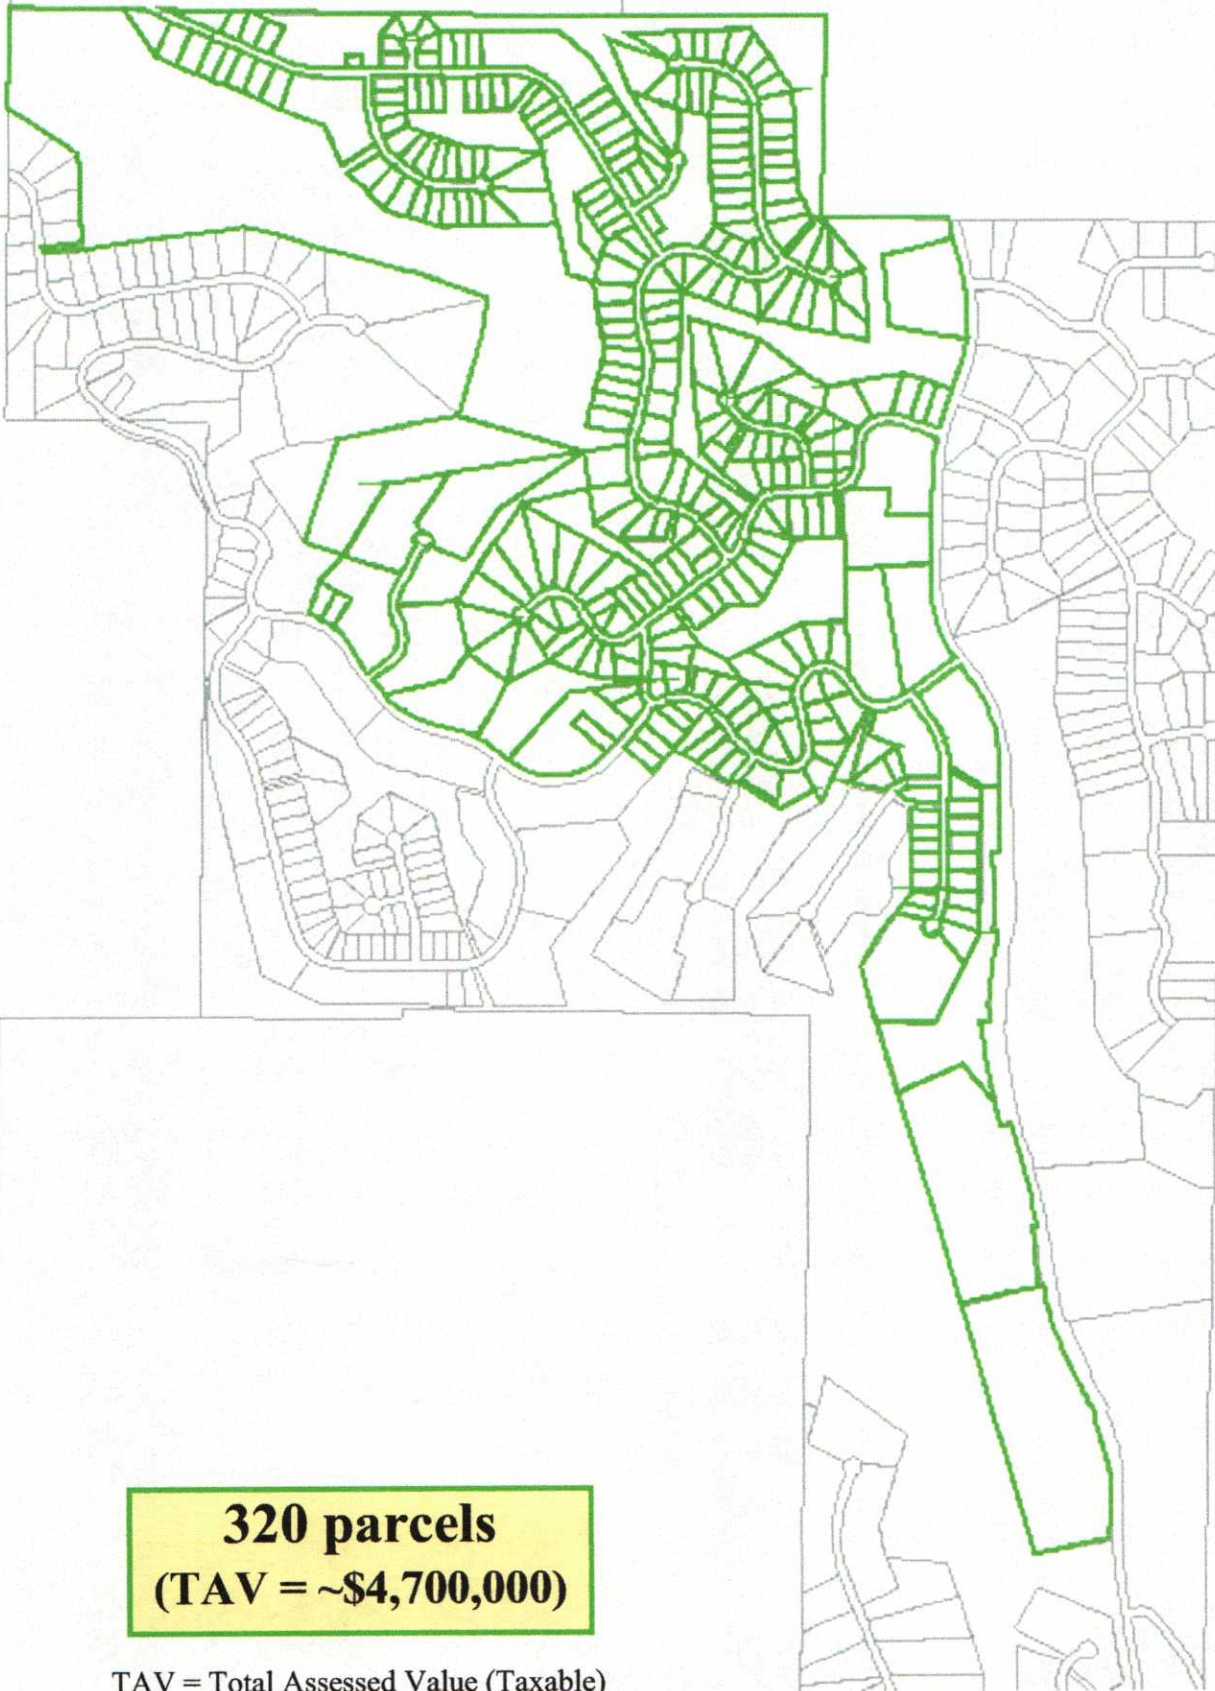 320 parcels
(TAV = ~$4,700,000)
TAV = Total Assessed Value (Taxable)